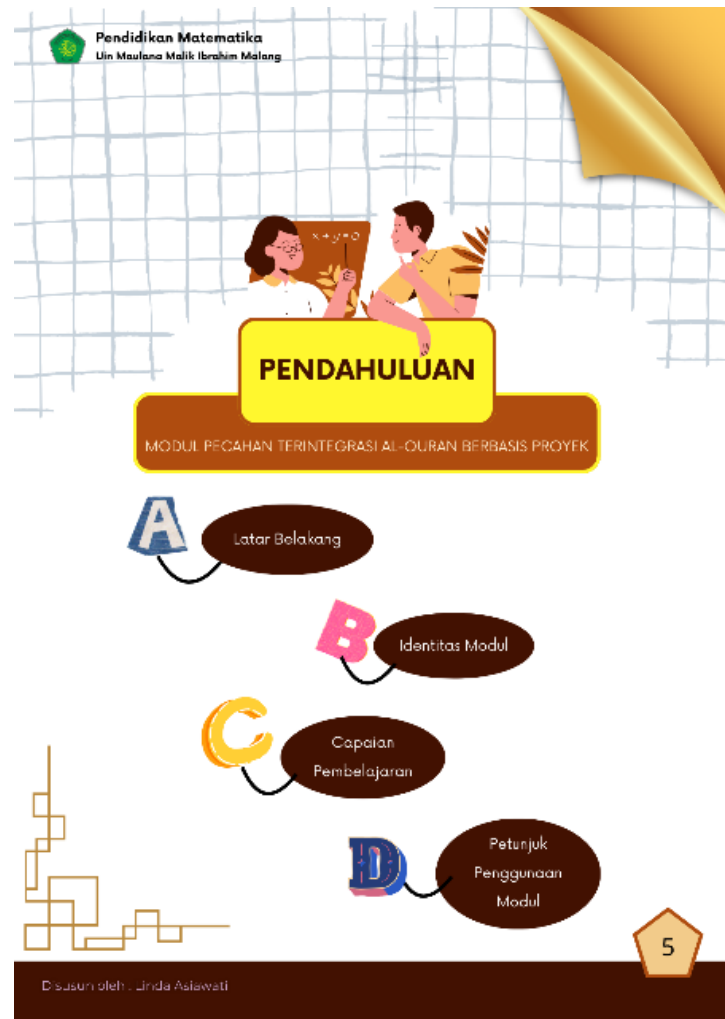 Pendidikan Matematika
Uin Maulana Malik Ibrahim Malang
x + y = 0
PENDAHULUAN
MODUL PECAHAN TERINTEGRASI AL-QURAN BERBASIS PROYEK
A
Latar Belakang
B
Identitas Modul
C
Capaian
Pembelajaran
D
Petunjuk
Penggunaan
Modul
5
Disusun oleh : Linda Asiawati